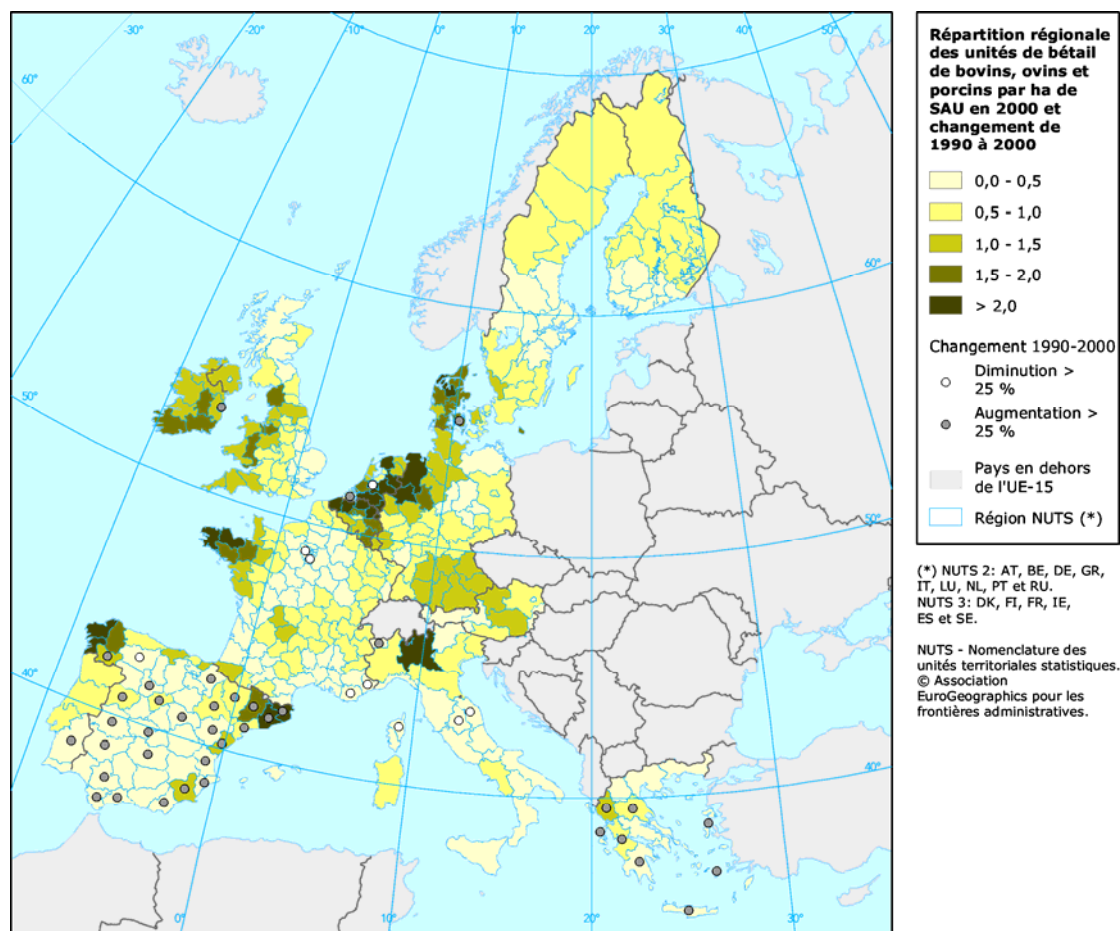 -30°
-20°
-10°
0°
10°
20°
30°
40°
50°
60°
60°
50°
40°
60°
50°
40°
0°
10°
20°
30°
Répartition régionale
des unités de bétail
de bovins, ovins et
porcins par ha de
SAU en 2000 et
changement de
1990 à 2000
0,0 - 0,5
0,5 - 1,0
1,0 - 1,5
1,5 - 2,0
> 2,0
Changement 1990-2000
Diminution >
25 %
Augmentation >
25 %
Pays en dehors
de l'UE-15
Région NUTS (*)
(*) NUTS 2: AT, BE, DE, GR,
IT, LU, NL, PT et RU.
NUTS 3: DK, FI, FR, IE,
ES et SE.
NUTS - Nomenclature des
unités territoriales statistiques.
© Association
EuroGeographics pour les
frontières administratives.